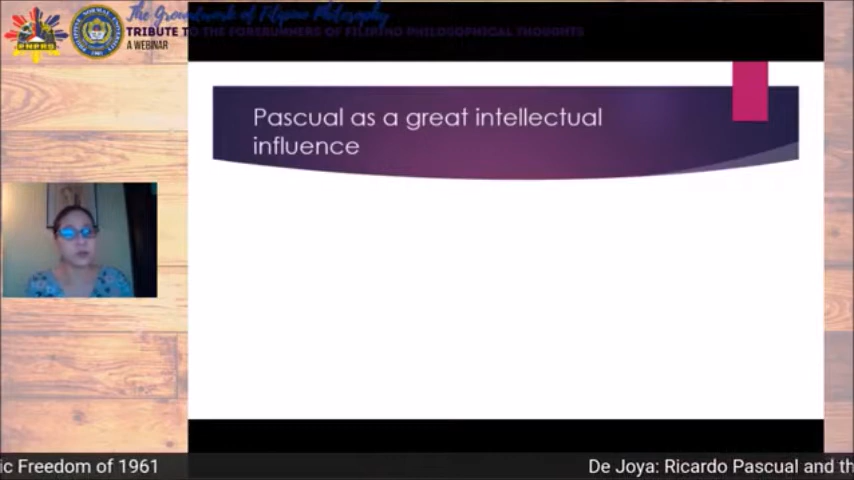 The Groundwork of Filipino Philosophy
TRIBUTE TO THE FORERUNNERS OF FILIPINO PHILOSOPHICAL THOUGHTS
A WEBINAR
Pascual as a great intellectual
influence
ic Freedom of 1961
De Joya: Ricardo Pascual and th